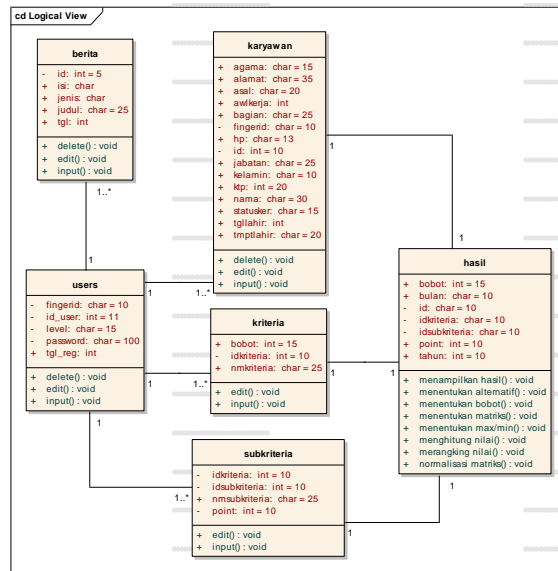 cd Logical View
berita
- id: int = 5
+ isi: char
+ jenis: char
+ judul: char = 25
+ tgl: int
+ delete() : void
+ edit() : void
+ input() : void
karyawan
+ agama: char = 15
+ alamat: char = 35
+ asal: char = 20
+ awlkerja: int
+ bagian: char = 25
- fingerid: char = 10
+ hp: char = 13
- id: int = 10
+ jabatan: char = 25
+ kelamin: char = 10
+ ktp: int = 20
+ nama: char = 30
+ statusker: char = 15
+ tgllahir: int
+ tmptlahir: char = 20
+ delete() : void
+ edit() : void
+ input() : void
users
- fingerid: char = 10
- id_user: int = 11
- level: char = 15
- password: char = 100
+ tgl_reg: int
+ delete() : void
+ edit() : void
+ input() : void
kriteria
+ bobot: int = 15
- idkriteria: int = 10
+ nmkriteria: char = 25
+ edit() : void
+ input() : void
subkriteria
- idkriteria: int = 10
- idsubkriteria: int = 10
+ nmsubkriteria: char = 25
- point: int = 10
+ edit() : void
+ input() : void
hasil
+ bobot: int = 15
+ bulan: char = 10
- id: char = 10
- idkriteria: char = 10
- idsubkriteria: char = 10
+ point: int = 10
+ tahun: int = 10
+ menampilkan hasil() : void
+ menentukan alternatif() : void
+ menentukan bobot() : void
+ menentukan matriks() : void
+ menentukan max/min() : void
+ menghitung nilai() : void
+ merangking nilai() : void
+ normalisasi matriks() : void
1..*
1
1
1..*
1
1..*
1
1..*
1
1
1
1
1
1